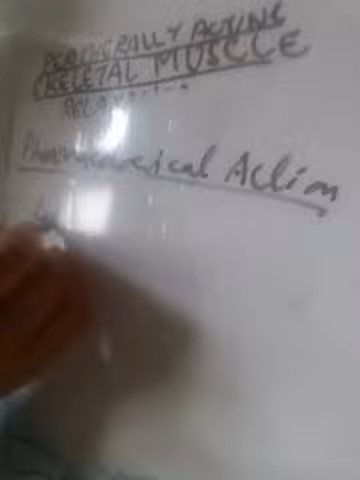 PERIPHERALLY ACTING
SKELETAL MUSCLE
Pharmacological Action